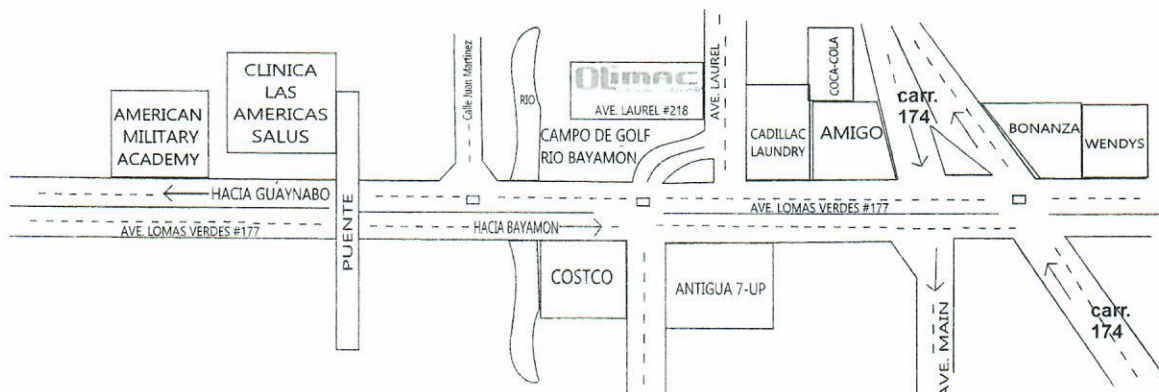 CLINICA
LAS
AMERICAS
SALUS
AMERICAN
MILITARY
ACADEMY
PUENTE
HACIA GUAYNABO
AVE. LOMAS VERDES #177
Calle Juan Martinez
RIO
OLimac
AVE. LAUREL #218
CAMPO DE GOLF
RIO BAYAMON
AVE. LAUREL
HACIA BAYAMON
COSTCO
ANTIGUA 7-UP
CADILLAC
LAUNDRY
COCA-COLA
AMIGO
carr.
174
BONANZA
WENDYS
AVE. LOMAS VERDES #177
AVE. MAIN
carr.
174